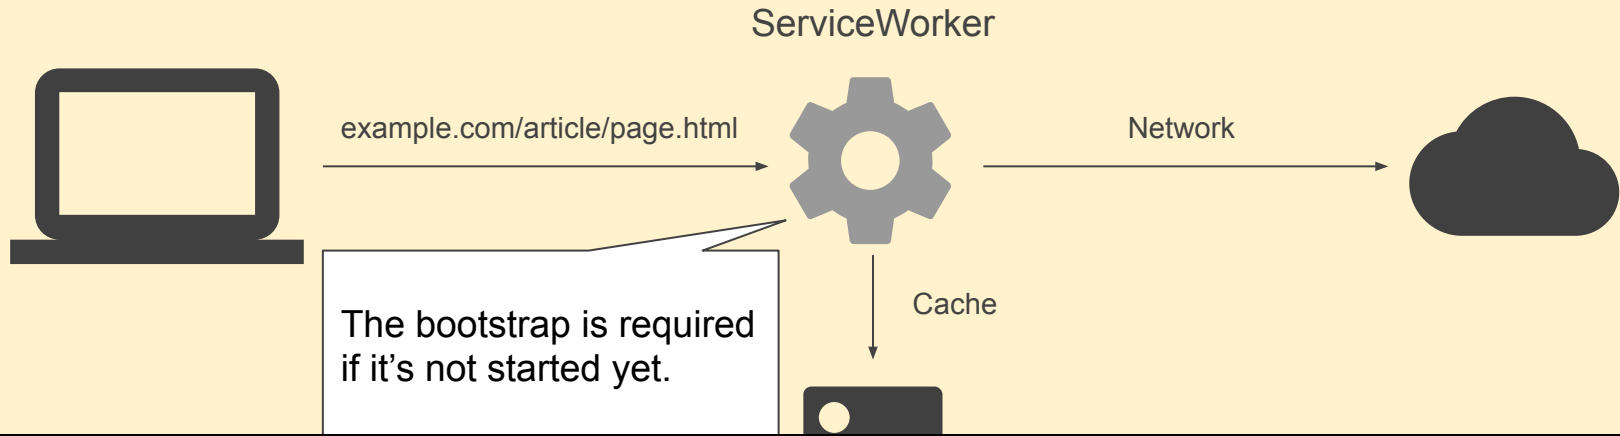 ServiceWorker
example.com/article/page.html
Network
The bootstrap is required
if it's not started yet.
Cache